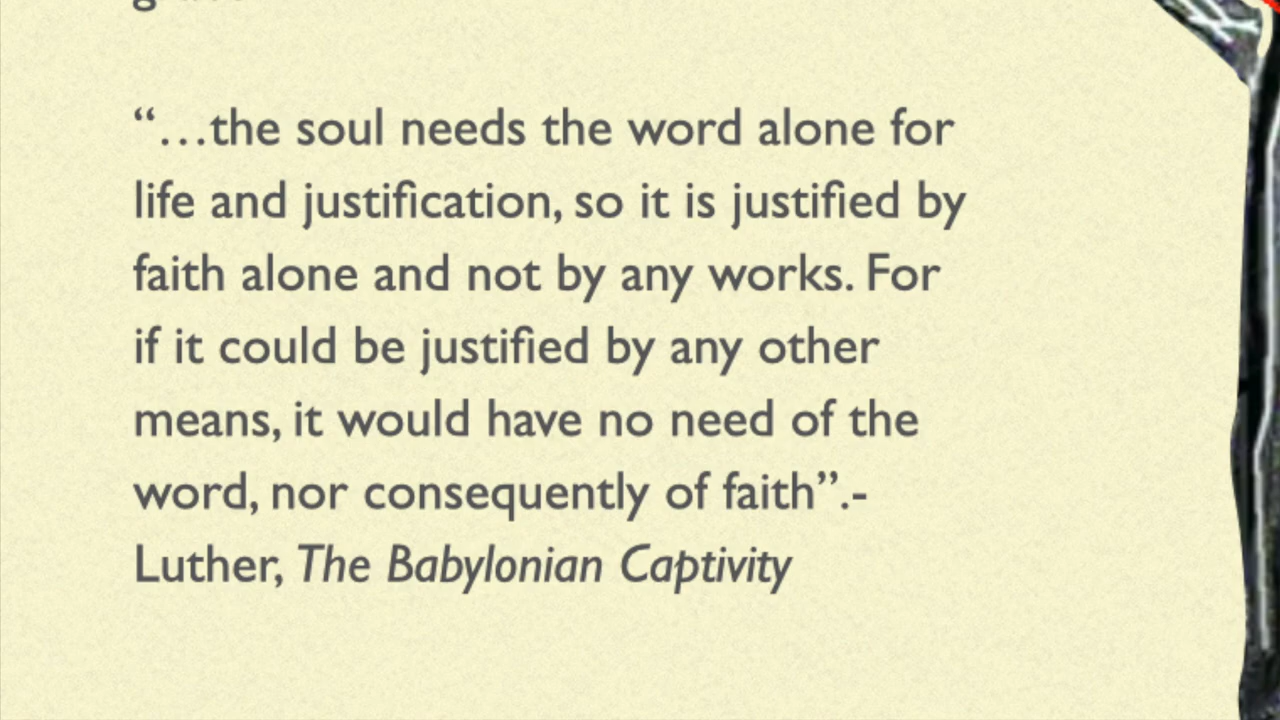 “…the soul needs the word alone for
life and justification, so it is justified by
faith alone and not by any works. For
if it could be justified by any other
means, it would have no need of the
word, nor consequently of faith”.-
Luther, The Babylonian Captivity